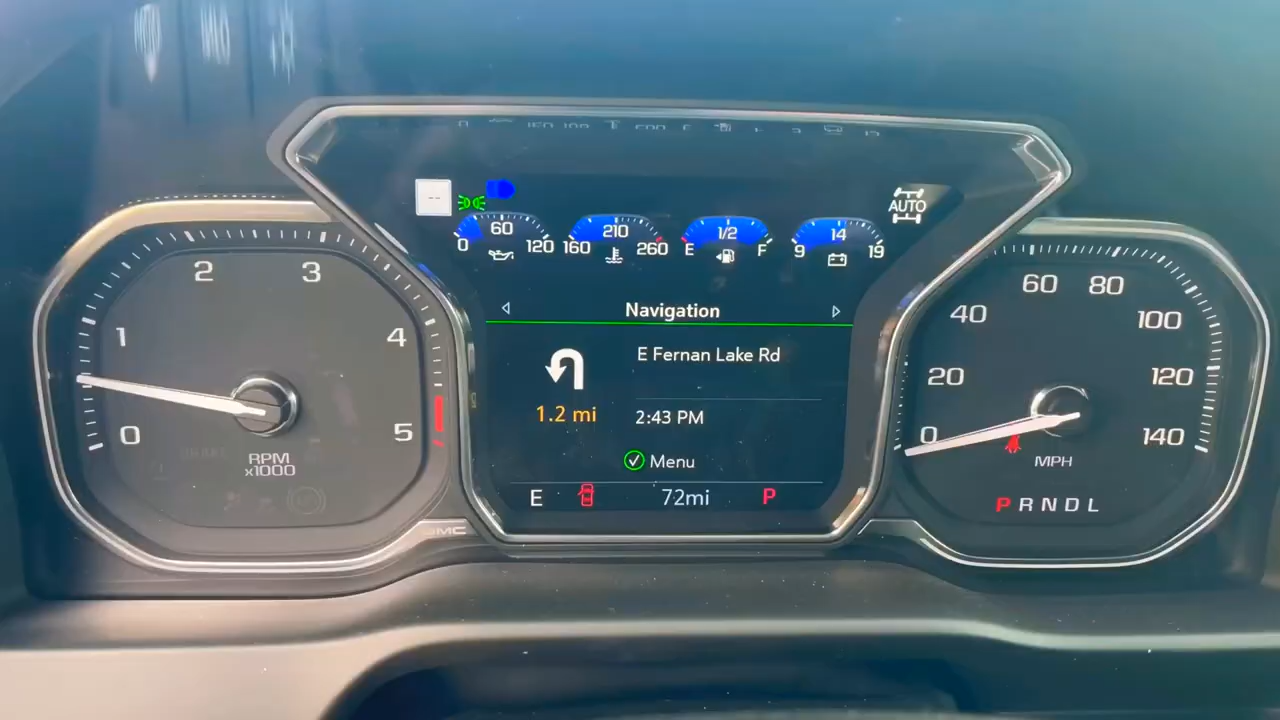 --
AUTO
0 60 120
160 210 260
E 1/2 F
9 14 19
Navigation
E Fernan Lake Rd
1.2 mi
2:43 PM
Menu
E 72mi P
0 1 2 3 4 5
RPM
x1000
GMC
0 20 40 60 80 100 120 140
MPH
P R N D L